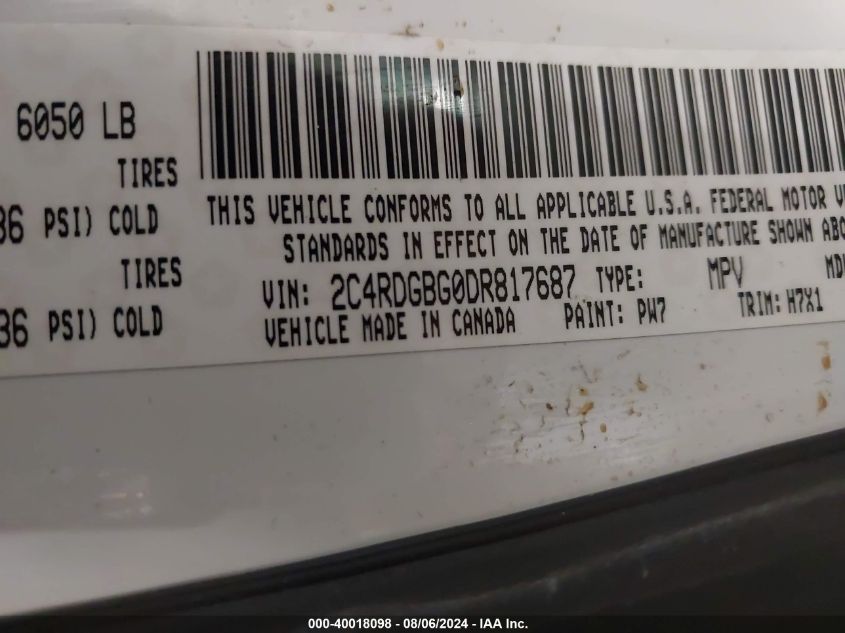 6050 LB
TIRES
36 PSI) COLD
TIRES
36 PSI) COLD
THIS VEHICLE CONFORMS TO ALL APPLICABLE U.S.A. FEDERAL MOTOR
STANDARDS IN EFFECT ON THE DATE OF MANUFACTURE SHOWN ABO
VIN: 2C4RDGBG0DR817687 TYPE: MPV MD
VEHICLE MADE IN CANADA PAINT: PW7 TRIM: H7X1
000-40018098 - 08/06/2024 - IAA Inc.